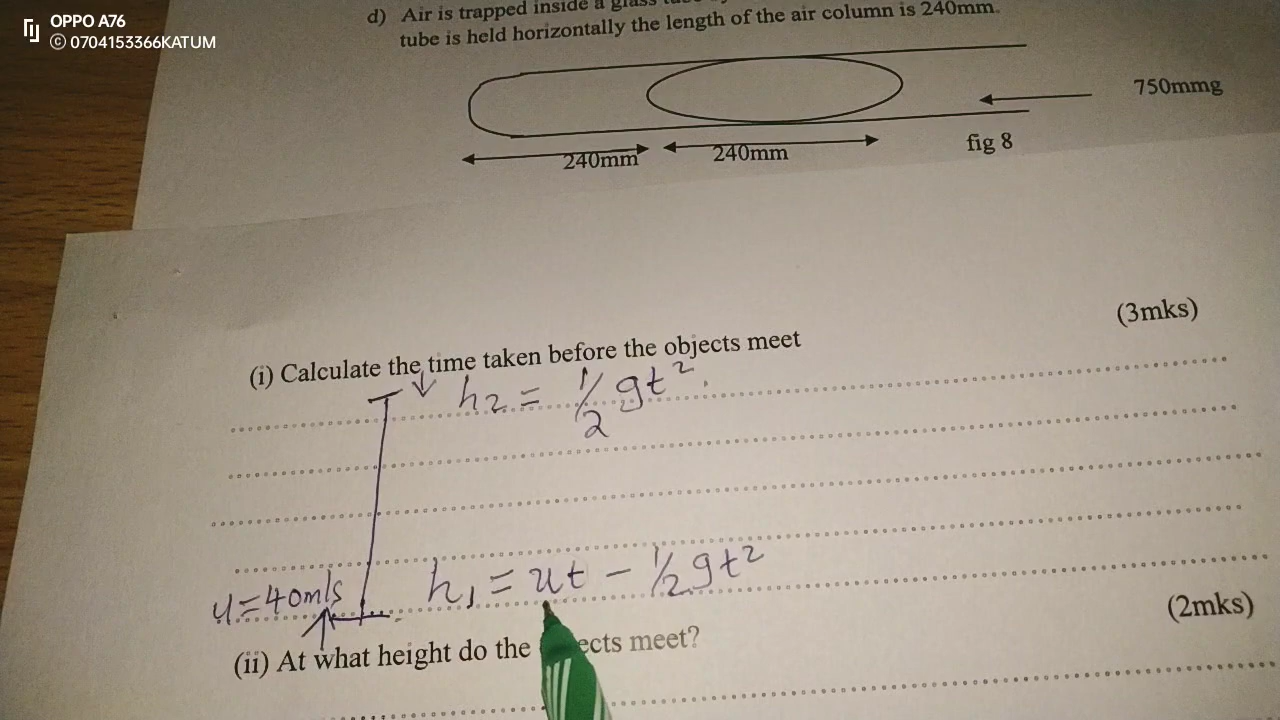 OPPO A76
© 0704153366KATUM
d) Air is trapped inside a glass
tube is held horizontally the length of the air column is 240mm.
750mmg
240mm 240mm
fig 8
(3mks)
(i) Calculate the time taken before the objects meet
h2 = 1/2 gt²
u=40m/s h1 = ut - 1/2gt²
(2mks)
(ii) At what height do the meet?